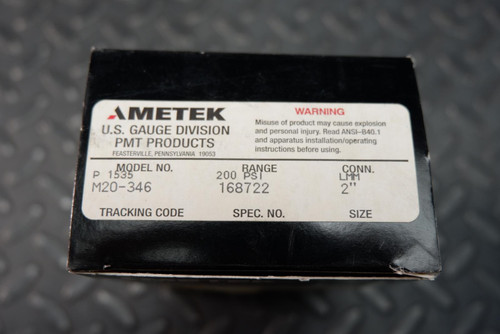 AMETEK
U.S. GAUGE DIVISION
PMT PRODUCTS
FEASTERVILLE, PENNSYLVANIA 19053
WARNING
Misuse of product may cause explosion
and personal injury. Read ANSI-B40.1
and apparatus installation/operating
instructions before using.
MODEL NO. RANGE CONN.
P 1535 200 PSI LMH
M20-346 168722 2"
TRACKING CODE SPEC. NO. SIZE